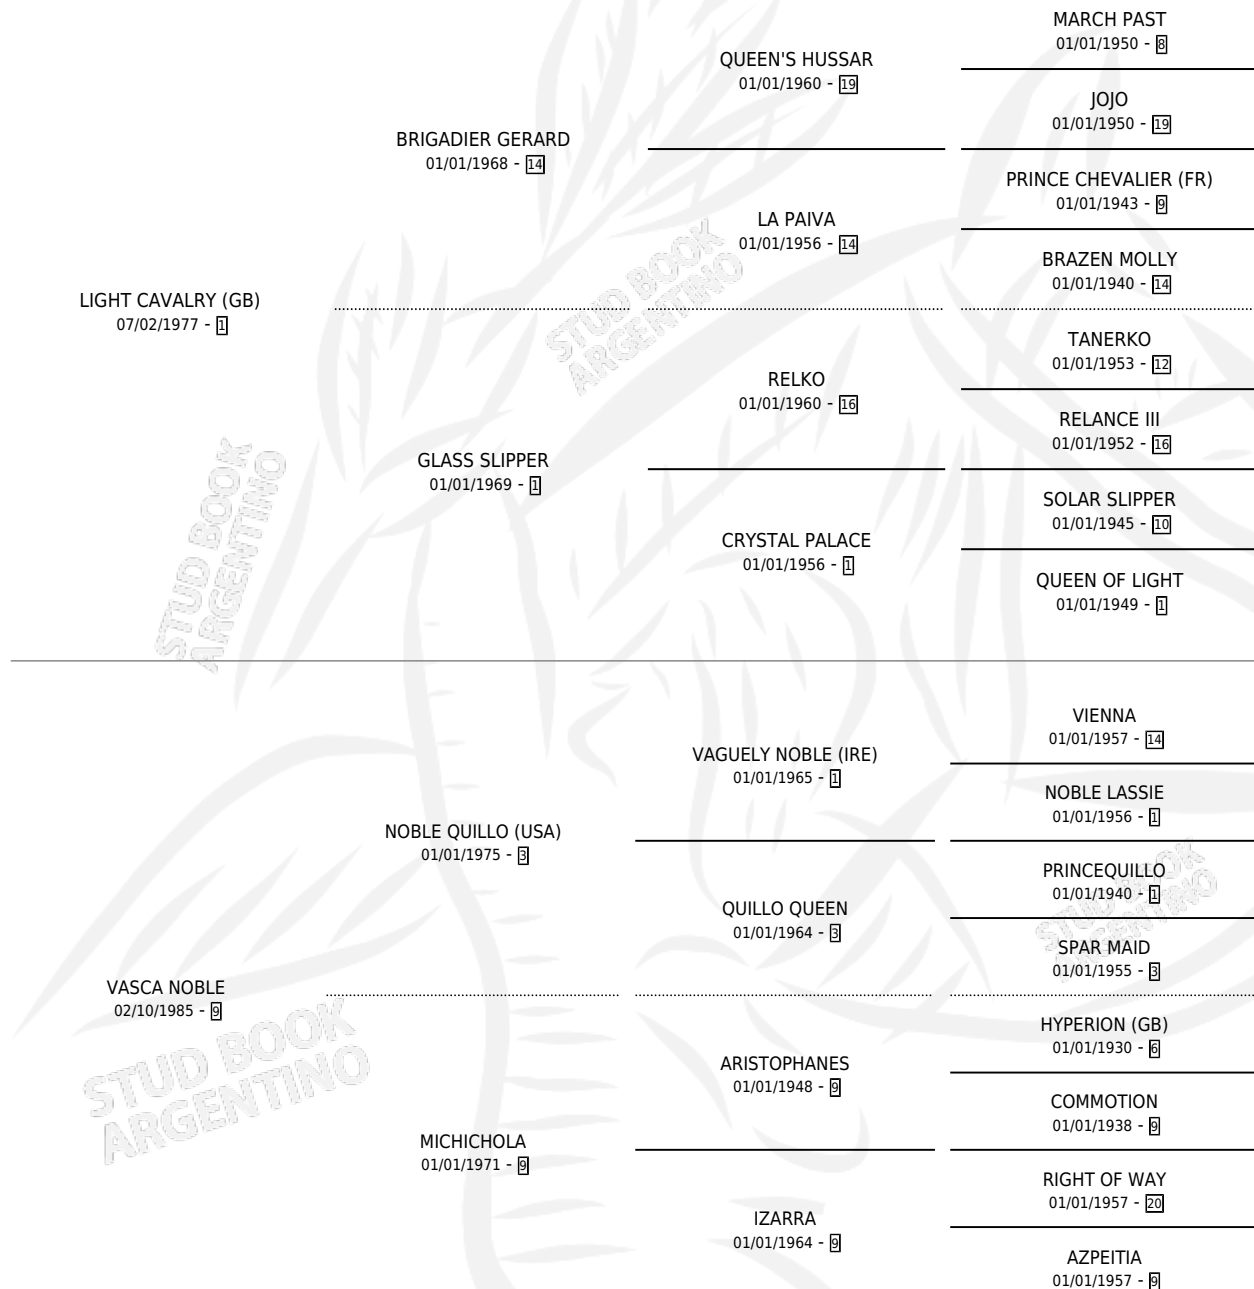 MARCH PAST
01/01/1950 - 8
QUEEN'S HUSSAR
01/01/1960 - 19
JOJO
01/01/1950 - 19
BRIGADIER GERARD
01/01/1968 - 14
PRINCE CHEVALIER (FR)
01/01/1943 - 9
LA PAIVA
01/01/1956 - 14
BRAZEN MOLLY
01/01/1940 - 14
LIGHT CAVALRY (GB)
07/02/1977 - 1
STUD BOOK
ARGENTINO
TANERKO
01/01/1953 - 12
RELKO
01/01/1960 - 16
RELANCE III
01/01/1952 - 16
GLASS SLIPPER
01/01/1969 - 1
SOLAR SLIPPER
01/01/1945 - 10
CRYSTAL PALACE
01/01/1956 - 1
QUEEN OF LIGHT
01/01/1949 - 1
STUD BOOK
ARGENTINO
VIENNA
01/01/1957 - 14
VAGUELY NOBLE (IRE)
01/01/1965 - 1
NOBLE LASSIE
01/01/1956 - 1
NOBLE QUILLO (USA)
01/01/1975 - 3
PRINCEQUILLO
01/01/1940 - 1
QUILLO QUEEN
01/01/1964 - 3
STUD BOOK
ARGENTINO
SPAR MAID
01/01/1955 - 3
VASCA NOBLE
02/10/1985 - 9
STUD BOOK
ARGENTINO
HYPERION (GB)
01/01/1930 - 6
ARISTOPHANES
01/01/1948 - 9
COMMOTION
01/01/1938 - 9
MICHICHOLA
01/01/1971 - 9
RIGHT OF WAY
01/01/1957 - 20
IZARRA
01/01/1964 - 9
AZPEITIA
01/01/1957 - 9